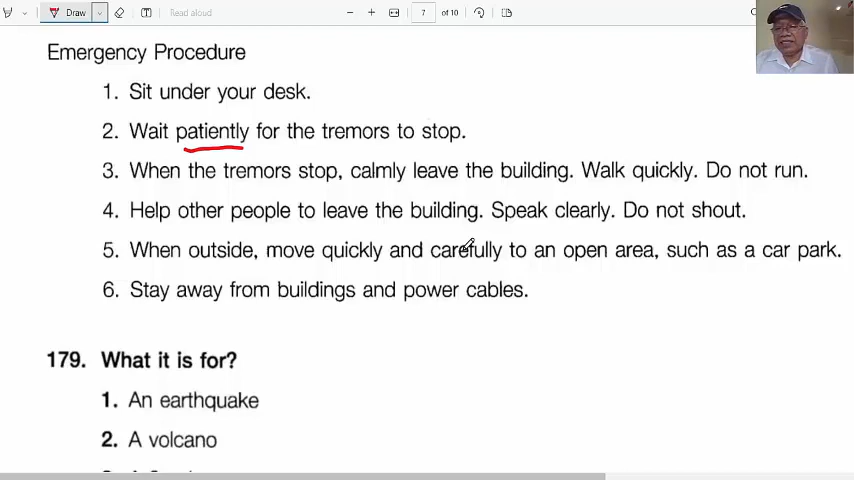 Draw
Read aloud
7 of 10
Emergency Procedure
1. Sit under your desk.
2. Wait patiently for the tremors to stop.
3. When the tremors stop, calmly leave the building. Walk quickly. Do not run.
4. Help other people to leave the building. Speak clearly. Do not shout.
5. When outside, move quickly and carefully to an open area, such as a car park.
6. Stay away from buildings and power cables.
179. What it is for?
1. An earthquake
2. A volcano